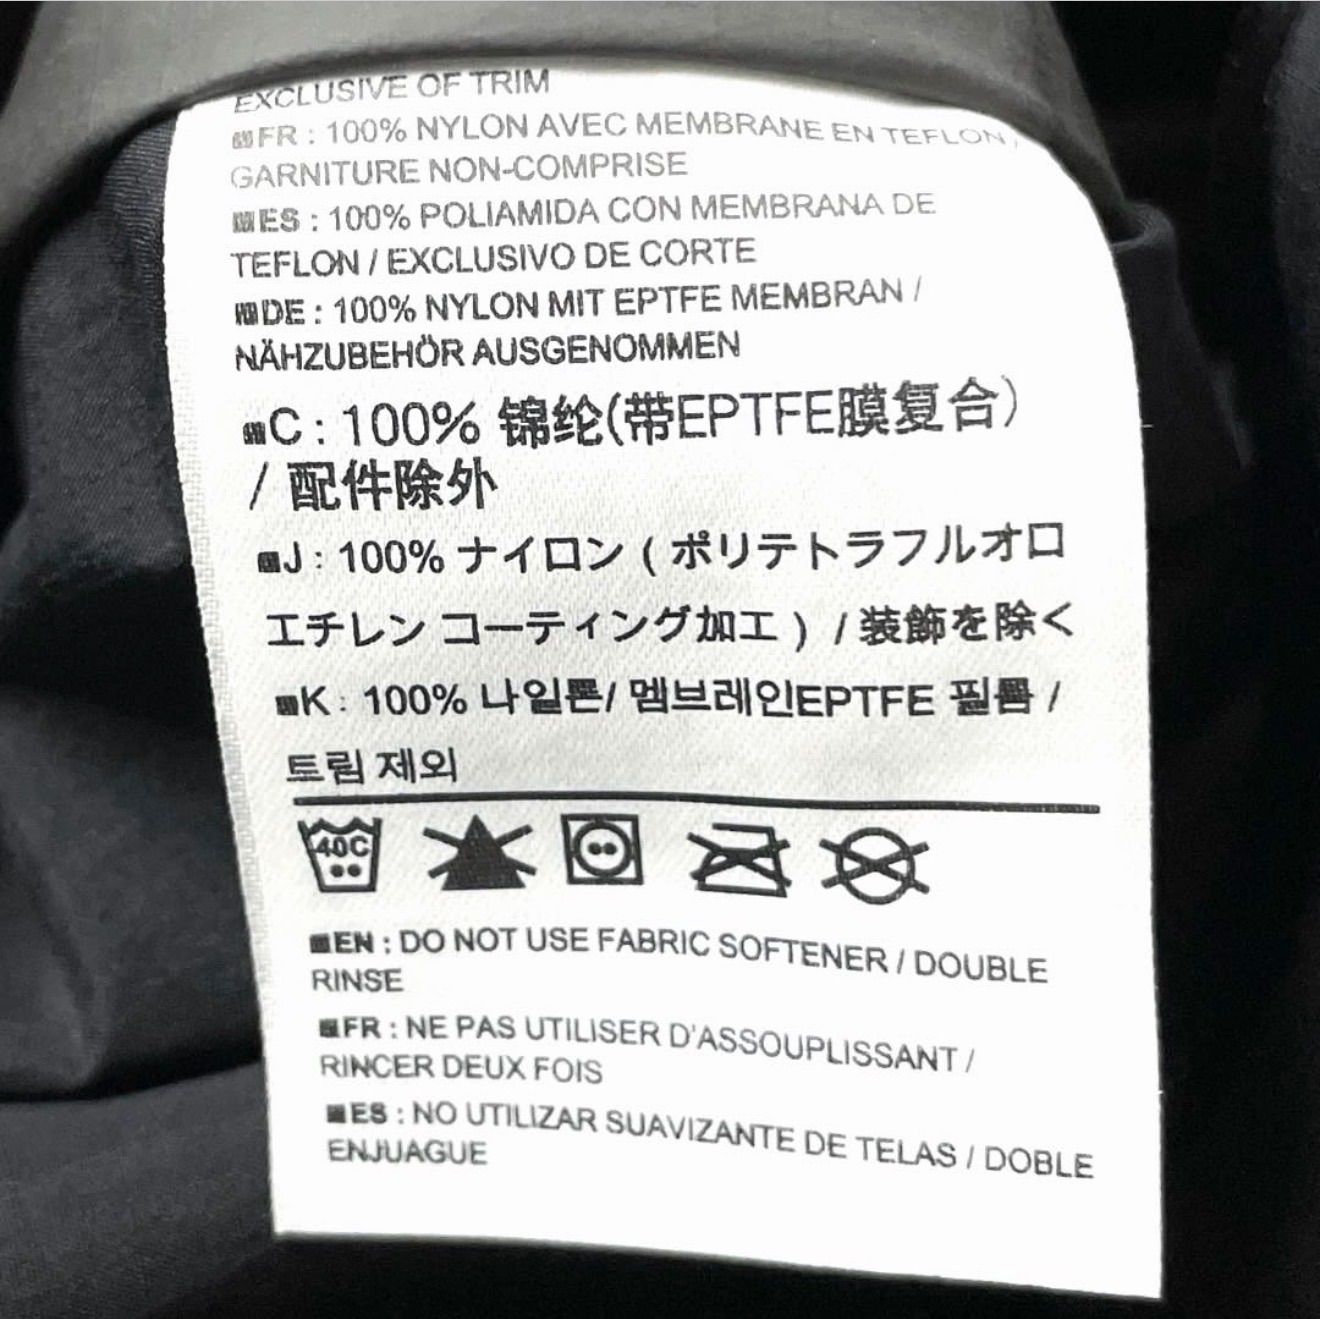 EXCLUSIVE OF TRIM
FR : 100% NYLON AVEC MEMBRANE EN TEFLON,
GARNITURE NON-COMPRISE
ES : 100% POLIAMIDA CON MEMBRANA DE
TEFLON / EXCLUSIVO DE CORTE
DE : 100% NYLON MIT EPTFE MEMBRAN /
NÄHZUBEHÖR AUSGENOMMEN
C : 100% 锦纶(带EPTFE膜复合)
/ 配件除外
J : 100% ナイロン ( ポリテトラフルオロ
エチレン コーティング加工 ) / 装飾を除く
K : 100% 나일론/ 멤브레인EPTFE 필름 /
트림 제외
40C
EN : DO NOT USE FABRIC SOFTENER / DOUBLE
RINSE
FR : NE PAS UTILISER D'ASSOUPLISSANT /
RINCER DEUX FOIS
ES : NO UTILIZAR SUAVIZANTE DE TELAS / DOBLE
ENJUAGUE